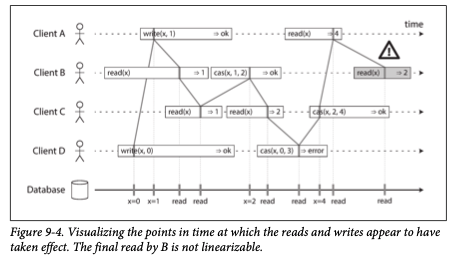 time
Client A write(x, 1) ⇒ ok read(x) ⇒ 4
Client B read(x) ⇒ 1 cas(x, 1, 2) ⇒ ok read(x) ⇒ 2
Client C read(x) ⇒ 1 read(x) ⇒ 2 cas(x, 2, 4) ⇒ ok
Client D write(x, 0) ⇒ ok cas(x, 0, 3) ⇒ error
Database
x=0 x=1 read read x=2 read read x=4 read read
Figure 9-4. Visualizing the points in time at which the reads and writes appear to have
taken effect. The final read by B is not linearizable.